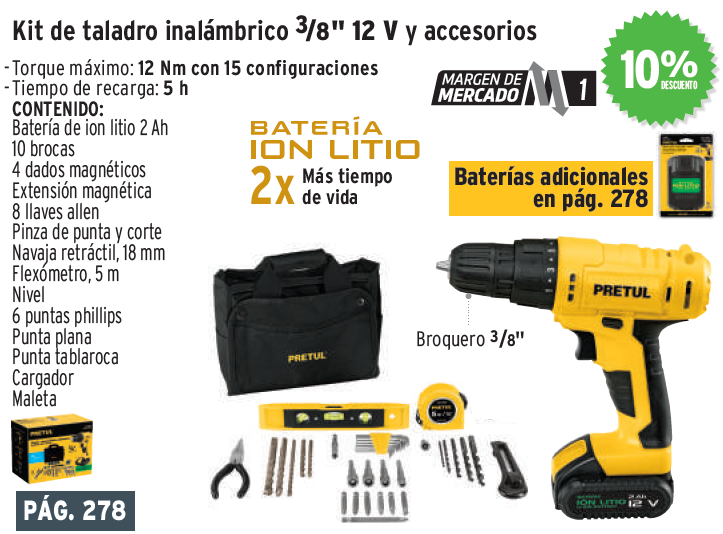 Kit de taladro inalámbrico 3/8" 12 V y accesorios
- Torque máximo: 12 Nm con 15 configuraciones
- Tiempo de recarga: 5 h
CONTENIDO:
Batería de ion litio 2 Ah
10 brocas
4 dados magnéticos
Extensión magnética
8 llaves allen
Pinza de punta y corte
Navaja retráctil, 18 mm
Flexómetro, 5 m
Nivel
6 puntas phillips
Punta plana
Punta tablaroca
Cargador
Maleta
MARGEN DE
MERCADO 1
10%
DESCUENTO
BATERÍA
ION LITIO
2x Más tiempo
de vida
Baterías adicionales
en pág. 278
PRETUL
Broquero 3/8"
PRETUL
PRETUL
5 m
PRETUL
ION LITIO
2 Ah
12 V
PÁG. 278